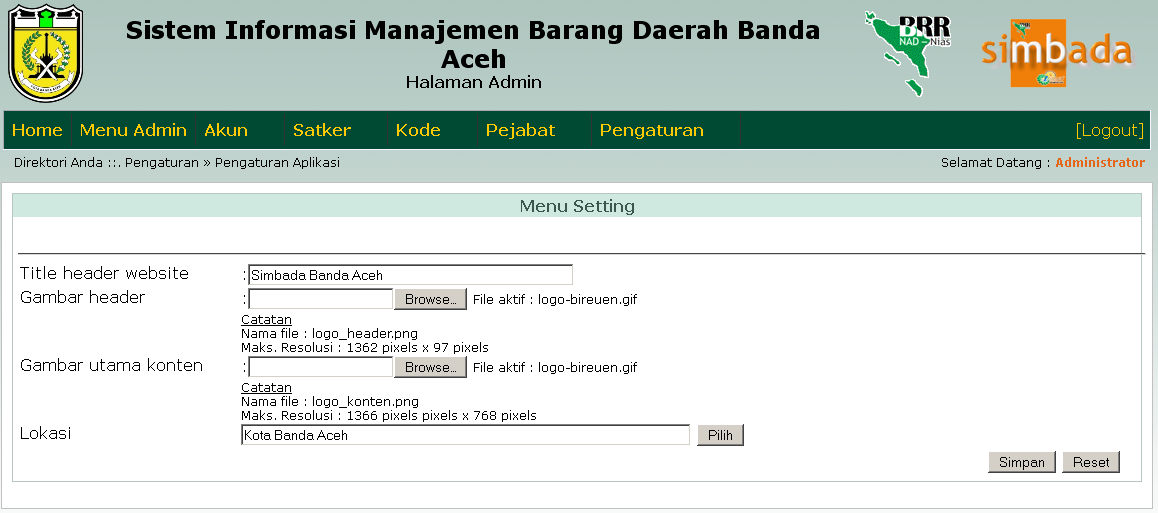 Sistem Informasi Manajemen Barang Daerah Banda
Aceh
Halaman Admin
BRR
NAD - Nias
simbada
Home Menu Admin Akun Satker Kode Pejabat Pengaturan [Logout]
Direktori Anda ::. Pengaturan » Pengaturan Aplikasi Selamat Datang : Administrator
Menu Setting
Title header website : Simbada Banda Aceh
Gambar header : Browse... File aktif : logo-bireuen.gif
Catatan
Nama file : logo_header.png
Maks. Resolusi : 1362 pixels x 97 pixels
Gambar utama konten : Browse... File aktif : logo-bireuen.gif
Catatan
Nama file : logo_konten.png
Maks. Resolusi : 1366 pixels pixels x 768 pixels
Lokasi Kota Banda Aceh Pilih
Simpan Reset